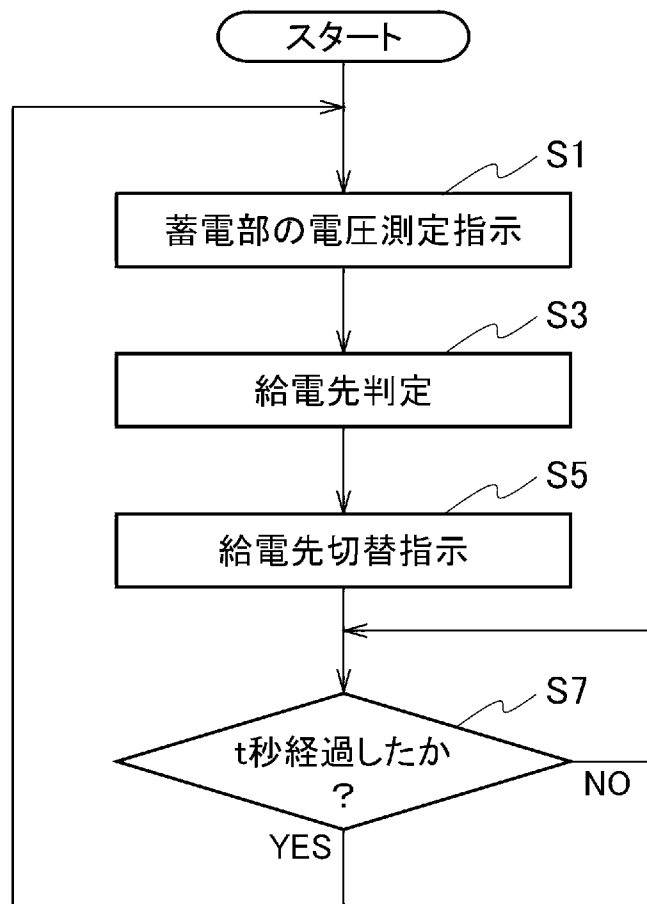 スタート
S1
蓄電部の電圧測定指示
S3
給電先判定
S5
給電先切替指示
S7
t秒経過したか
?
NO
YES